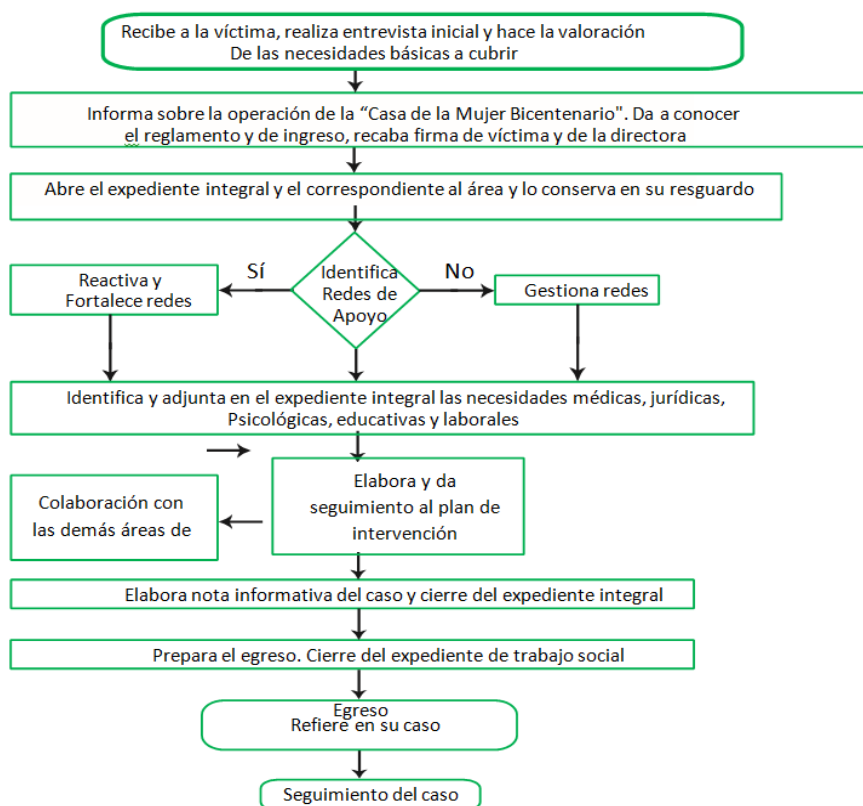 Recibe a la víctima, realiza entrevista inicial y hace la valoración
De las necesidades básicas a cubrir
Informa sobre la operación de la “Casa de la Mujer Bicentenario". Da a conocer
el reglamento y de ingreso, recaba firma de víctima y de la directora
Abre el expediente integral y el correspondiente al área y lo conserva en su resguardo
Identifica
Redes de
Apoyo
Sí
No
Reactiva y
Fortalece redes
Gestiona redes
Identifica y adjunta en el expediente integral las necesidades médicas, jurídicas,
Psicológicas, educativas y laborales
Elabora y da
seguimiento al plan de
intervención
Colaboración con
las demás áreas de
Elabora nota informativa del caso y cierre del expediente integral
Prepara el egreso. Cierre del expediente de trabajo social
Egreso
Refiere en su caso
Seguimiento del caso